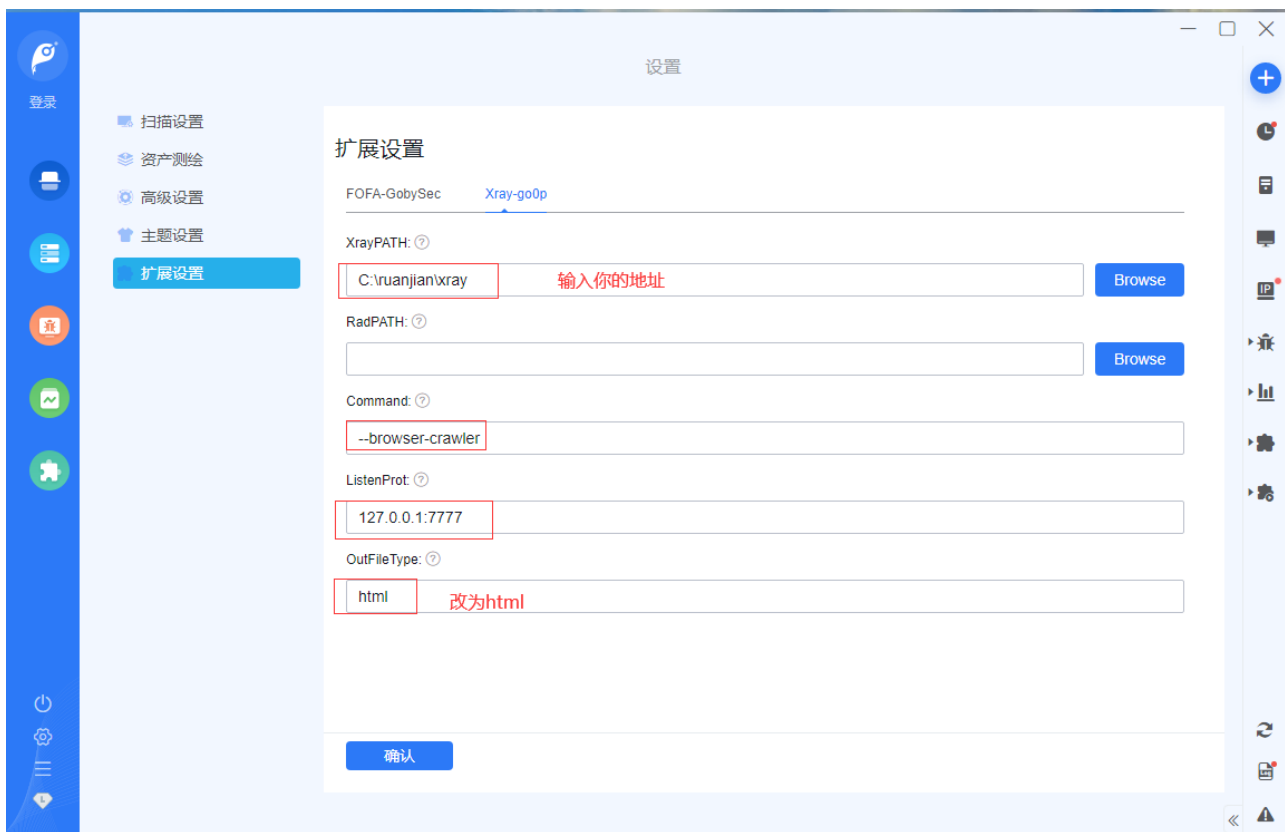 设置
登录
扫描设置
资产测绘
高级设置
主题设置
扩展设置
扩展设置
FOFA-GobySec Xray-go0p
XrayPATH: ?
C:\ruanjian\xray 输入你的地址 Browse
RadPATH: ?
Browse
Command: ?
--browser-crawler
ListenProt: ?
127.0.0.1:7777
OutFileType: ?
html 改为html
确认
IP